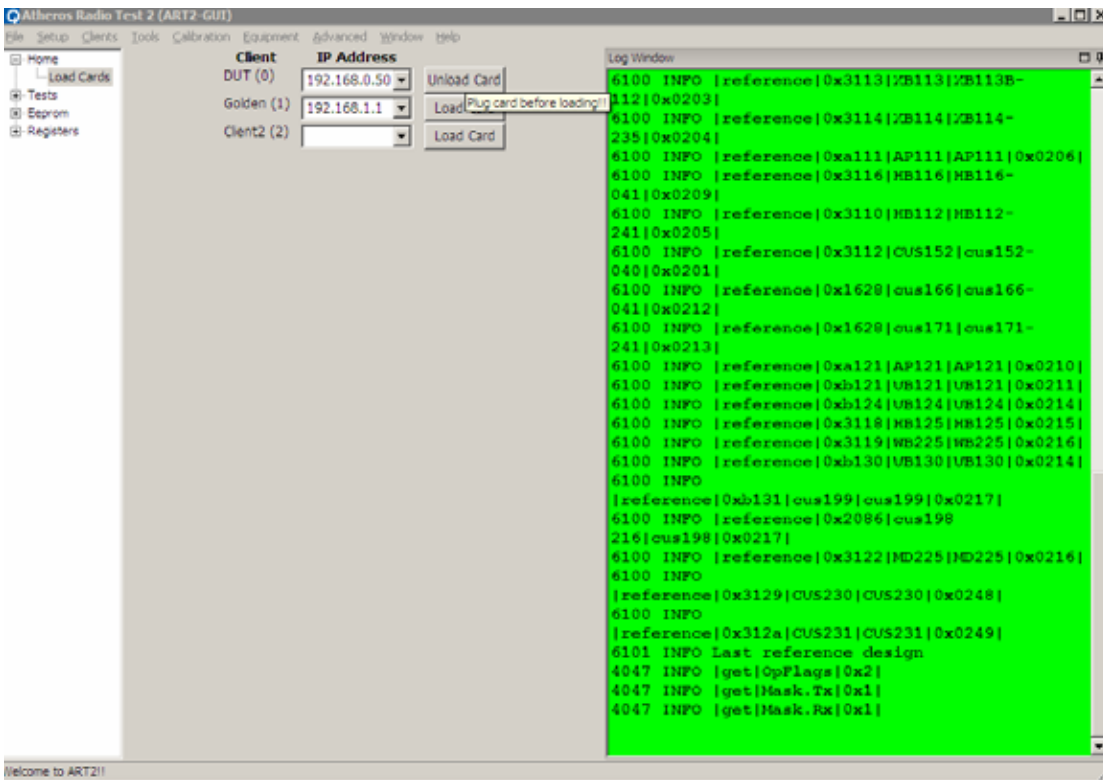 Atheros Radio Test 2 (ART2-GUI)
File Setup Clients Tools Calibration Equipment Advanced Window Help
Home
Load Cards
Tests
Eeprom
Registers
Client IP Address
DUT (0) 192.168.0.50 Unload Card
Golden (1) 192.168.1.1 Load
Plug card before loading!!
Client2 (2) Load Card
Log Window
6100 INFO |reference|0x3113|XB113|XB113B-
112|0x0203|
6100 INFO |reference|0x3114|XB114|XB114-
235|0x0204|
6100 INFO |reference|0xa111|AP111|AP111|0x0206|
6100 INFO |reference|0x3116|HB116|HB116-
041|0x0209|
6100 INFO |reference|0x3110|HB112|HB112-
241|0x0205|
6100 INFO |reference|0x3112|CUS152|cus152-
040|0x0201|
6100 INFO |reference|0x1628|cus166|cus166-
041|0x0212|
6100 INFO |reference|0x1628|cus171|cus171-
241|0x0213|
6100 INFO |reference|0xa121|AP121|AP121|0x0210|
6100 INFO |reference|0xb121|UB121|UB121|0x0211|
6100 INFO |reference|0xb124|UB124|UB124|0x0214|
6100 INFO |reference|0x3118|HB125|HB125|0x0215|
6100 INFO |reference|0x3119|WB225|WB225|0x0216|
6100 INFO |reference|0xb130|UB130|UB130|0x0214|
6100 INFO
|reference|0xb131|cus199|cus199|0x0217|
6100 INFO |reference|0x2086|cus198
216|cus198|0x0217|
6100 INFO |reference|0x3122|MD225|MD225|0x0216|
6100 INFO
|reference|0x3129|CUS230|CUS230|0x0248|
6100 INFO
|reference|0x312a|CUS231|CUS231|0x0249|
6101 INFO Last reference design
4047 INFO |get|OpFlags|0x2|
4047 INFO |get|Mask.Tx|0x1|
4047 INFO |get|Mask.Rx|0x1|
Welcome to ART2!!